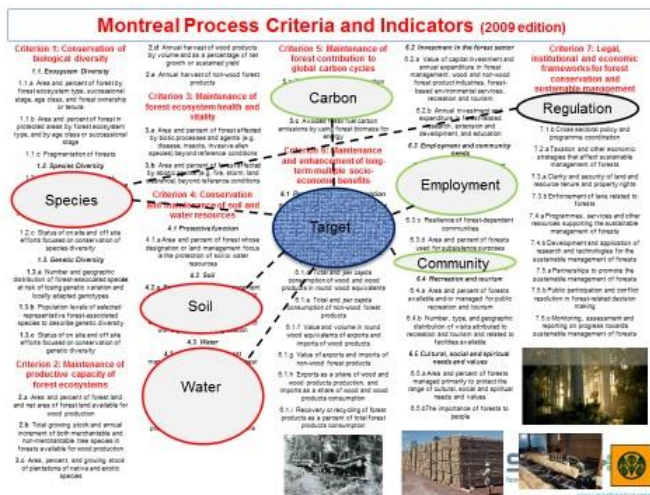 Montreal Process Criteria and Indicators (2009 edition)
Criterion 1: Conservation of
biological diversity
1.1. Ecosystem Diversity
1.1.a Area and percent of forest by
forest ecosystem type, successional
stage, age class, and forest ownership
or tenure
1.1.b Area and percent of forest in
protected areas by forest ecosystem
type, and by age class or successional
stage
1.1.c Fragmentation of forests
1.2 Species Diversity
Species
1.2.c Status of on site and off site
efforts focused on conservation of
species diversity
1.3. Genetic Diversity
1.3.a Number and geographic
distribution of forest-associated species
at risk of losing genetic variation and
locally adapted genotypes
1.3.b Population levels of selected
representative forest-associated
species to describe genetic diversity
1.3.c Status of on site and off site
efforts focused on conservation of
genetic diversity
Criterion 2: Maintenance of
productive capacity of
forest ecosystems
2.a Area and percent of forest land
and net area of forest land available for
wood production
2.b Total growing stock and annual
increment of both merchantable and
non-merchantable tree species in
forests available for wood production
2.c Area, percent, and growing stock
of plantations of native and exotic
species
2.d Annual harvest of wood products
by volume and as a percentage of net
growth or sustained yield
2.e Annual harvest of non-wood forest
products
Criterion 3: Maintenance of
forest ecosystem health and
vitality
3.a Area and percent of forest affected
by biotic processes and agents (e.g.
disease, insects, invasive alien
species) beyond reference conditions
3.b Area and percent of forest affected
by abiotic agents (e.g. fire, storm, land
clearance) beyond reference conditions
Criterion 4: Conservation
and maintenance of soil and
water resources
4.1 Protective function
4.1.a Area and percent of forest whose
designation or land management focus
is the protection of soil or water
resources
4.2 Soil
Soil
4.3. Water
Water
Criterion 5: Maintenance of
forest contribution to
global carbon cycles
Carbon
5.c Avoided fossil fuel carbon
emissions by using forest biomass for
energy
Criterion 6: Maintenance
and enhancement of long-
term multiple socio-
economic benefits
Target
6.1.d Total and per capita
consumption of wood and wood
products in round wood equivalents
6.1.e Total and per capita
consumption of non-wood forest
products
6.1.f Value and volume in round
wood equivalents of exports and
imports of wood products
6.1.g Value of exports and imports of
non-wood forest products
6.1.h Exports as a share of wood and
wood products production, and
imports as a share of wood and wood
products consumption
6.1.i Recovery or recycling of forest
products as a percent of total forest
products consumption
6.2 Investment in the forest sector
6.2.a Value of capital investment and
annual expenditure in forest
management, wood and non-wood
forest product industries, forest-
based environmental services,
recreation and tourism
6.2.b Annual investment and
expenditure in forest-related
research, extension and
development, and education
6.3 Employment and community
needs
Employment
6.3.c Resilience of forest-dependent
communities
6.3.d Area and percent of forests
used for subsistence purposes
Community
6.4 Recreation and tourism
6.4.a Area and percent of forests
available and/or managed for public
recreation and tourism
6.4.b Number, type, and geographic
distribution of visits attributed to
recreation and tourism and related to
facilities available
6.5 Cultural, social and spiritual
needs and values
6.5.a Area and percent of forests
managed primarily to protect the
range of cultural, social and spiritual
needs and values
6.5.b The importance of forests to
people
Criterion 7: Legal,
institutional and economic
frameworks for forest
conservation and
sustainable management
Regulation
7.1.b Cross-sectoral policy and
programme coordination
7.2.a Taxation and other economic
strategies that affect sustainable
management of forests
7.3.a Clarity and security of land and
resource tenure and property rights
7.3.b Enforcement of laws related to
forests
7.4.a Programmes, services and other
resources supporting the sustainable
management of forests
7.4.b Development and application of
research and technologies for the
sustainable management of forests
7.5.a Partnerships to promote the
sustainable management of forests
7.5.b Public participation and conflict
resolution in forest-related decision-
making
7.5.c Monitoring, assessment and
reporting on progress towards
sustainable management of forests